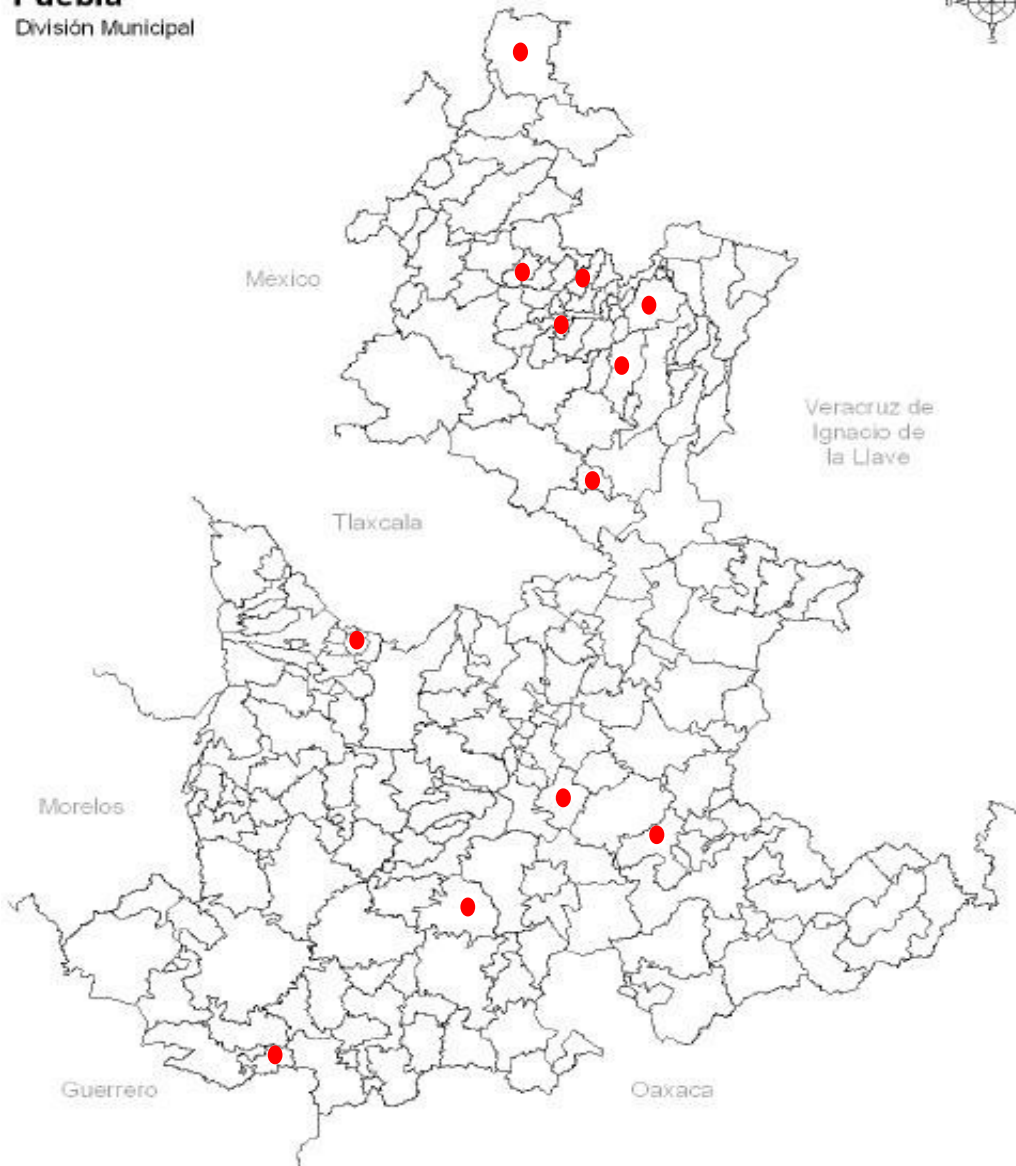 Puebla
División Municipal
México
Veracruz de
Ignacio de
la Llave
Tlaxcala
Morelos
Guerrero
Oaxaca